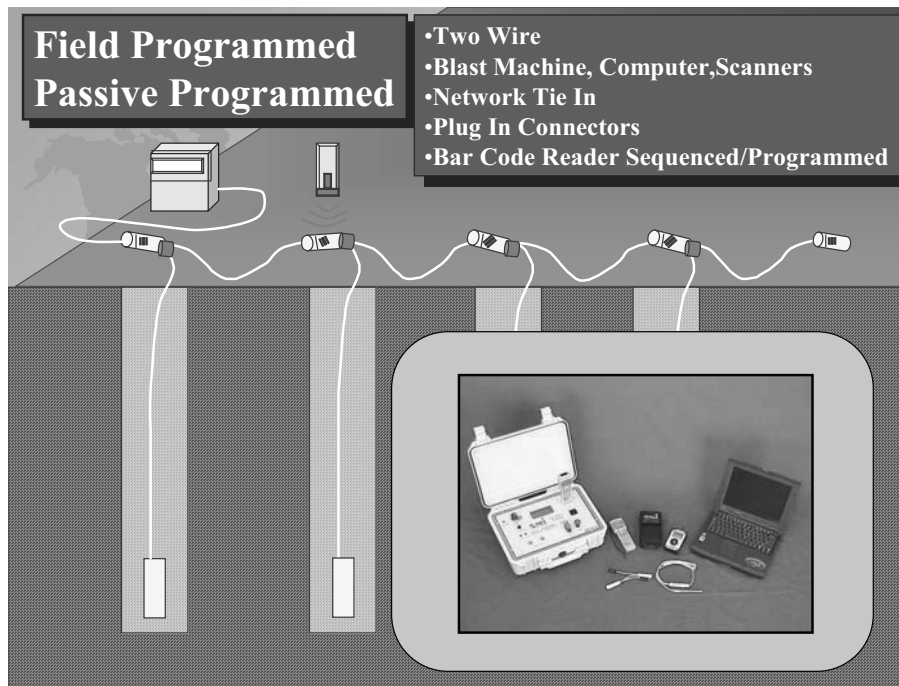 Field Programmed
Passive Programmed
•Two Wire
•Blast Machine, Computer,Scanners
•Network Tie In
•Plug In Connectors
•Bar Code Reader Sequenced/Programmed